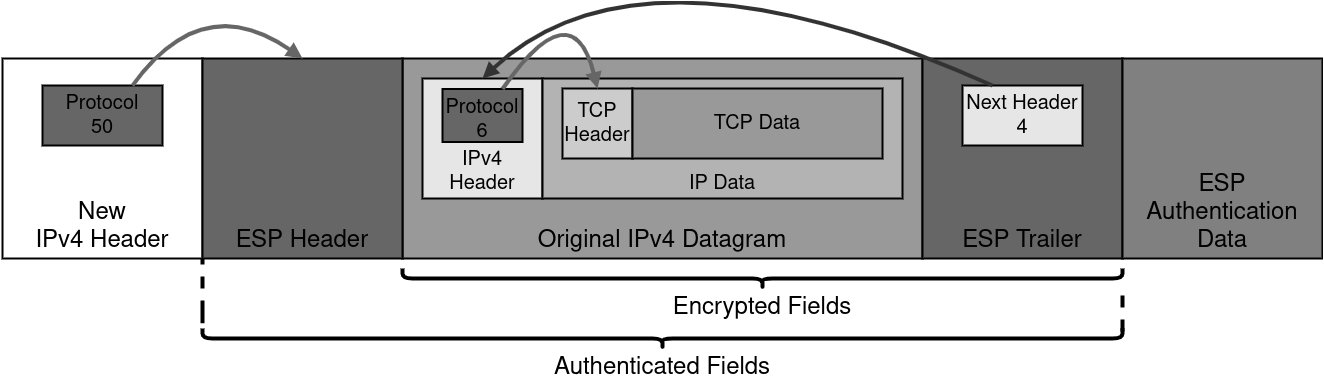 Protocol
50
New
IPv4 Header
ESP Header
Protocol
6
IPv4
Header
TCP
Header
TCP Data
IP Data
Original IPv4 Datagram
Next Header
4
ESP Trailer
ESP
Authentication
Data
Encrypted Fields
Authenticated Fields